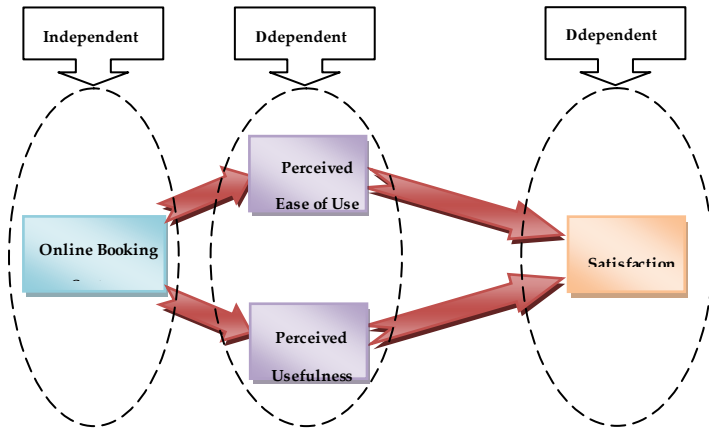 Independent
Ddependent
Ddependent
Perceived
Ease of Use
Online Booking
Satisfaction
Perceived
Usefulness